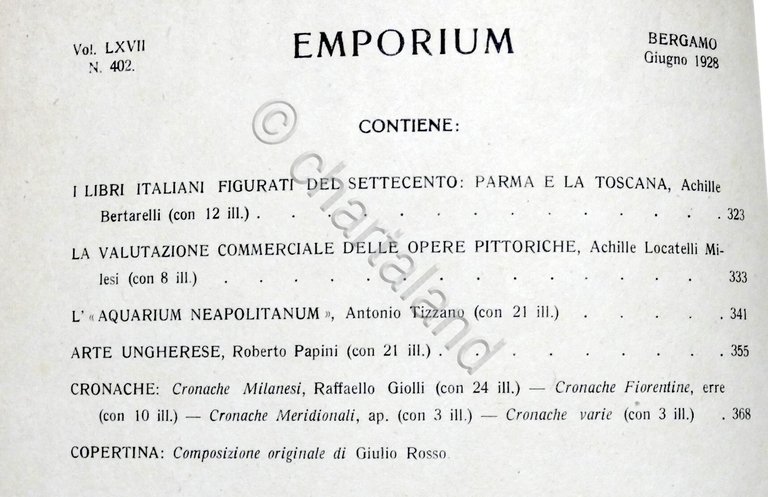 Vol. LXVII
N. 402.
EMPORIUM
BERGAMO
Giugno 1928
CONTIENE:
I LIBRI ITALIANI FIGURATI DEL SETTECENTO: PARMA E LA TOSCANA, Achille
Bertarelli (con 12 ill.) . . . . . . . . . . . . . 323
LA VALUTAZIONE COMMERCIALE DELLE OPERE PITTORICHE, Achille Locatelli Mi-
lesi (con 8 ill.) . . . . . . . . . . . . . 333
L' «AQUARIUM NEAPOLITANUM», Antonio Tizzano (con 21 ill.) . . . . . 341
ARTE UNGHERESE, Roberto Papini (con 21 ill.) . . . . . . . . 355
CRONACHE: Cronache Milanesi, Raffaello Giolli (con 24 ill.) — Cronache Fiorentine, erre
(con 10 ill.) — Cronache Meridionali, ap. (con 3 ill.) — Cronache varie (con 3 ill.) . 368
COPERTINA: Composizione originale di Giulio Rosso.
© chartaland